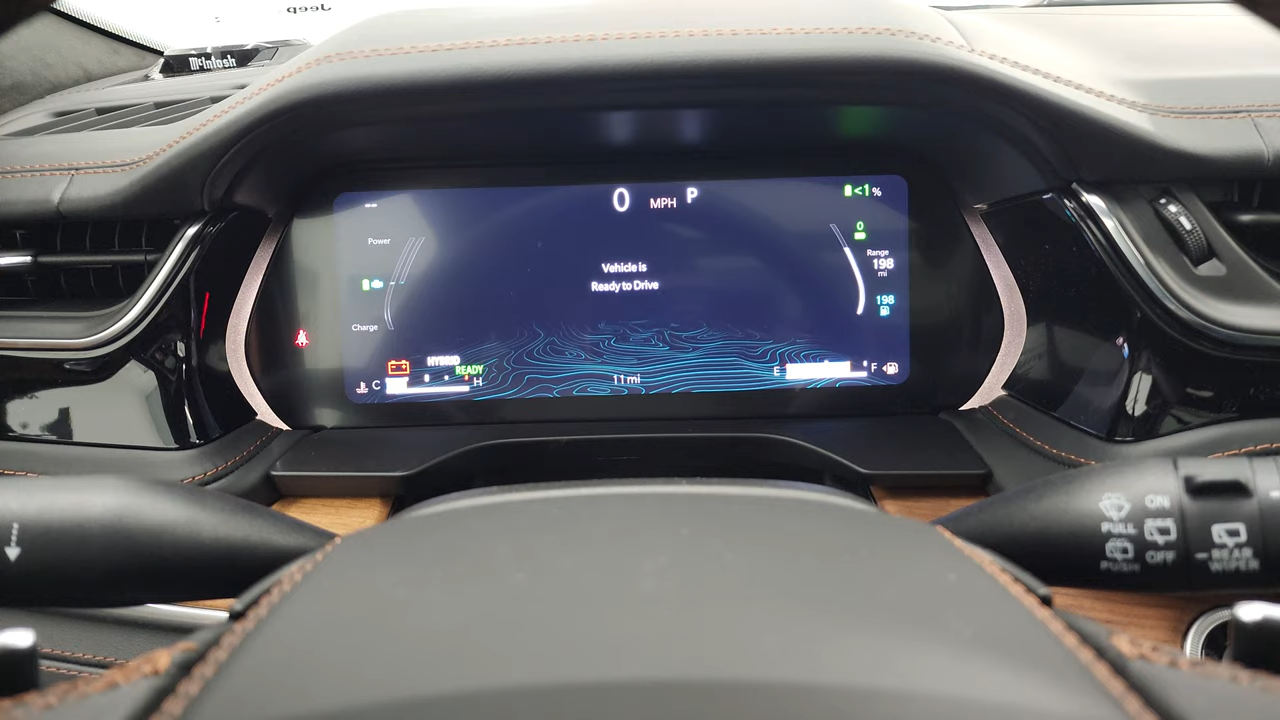 Jeep
McIntosh
--
0 MPH P
<1 %
0
Power
Range
198
mi
Vehicle is
Ready to Drive
198
Charge
HYBRID
READY
C H
11 mi
E F
PULL
PUSH
ON
OFF
REAR
WIPER